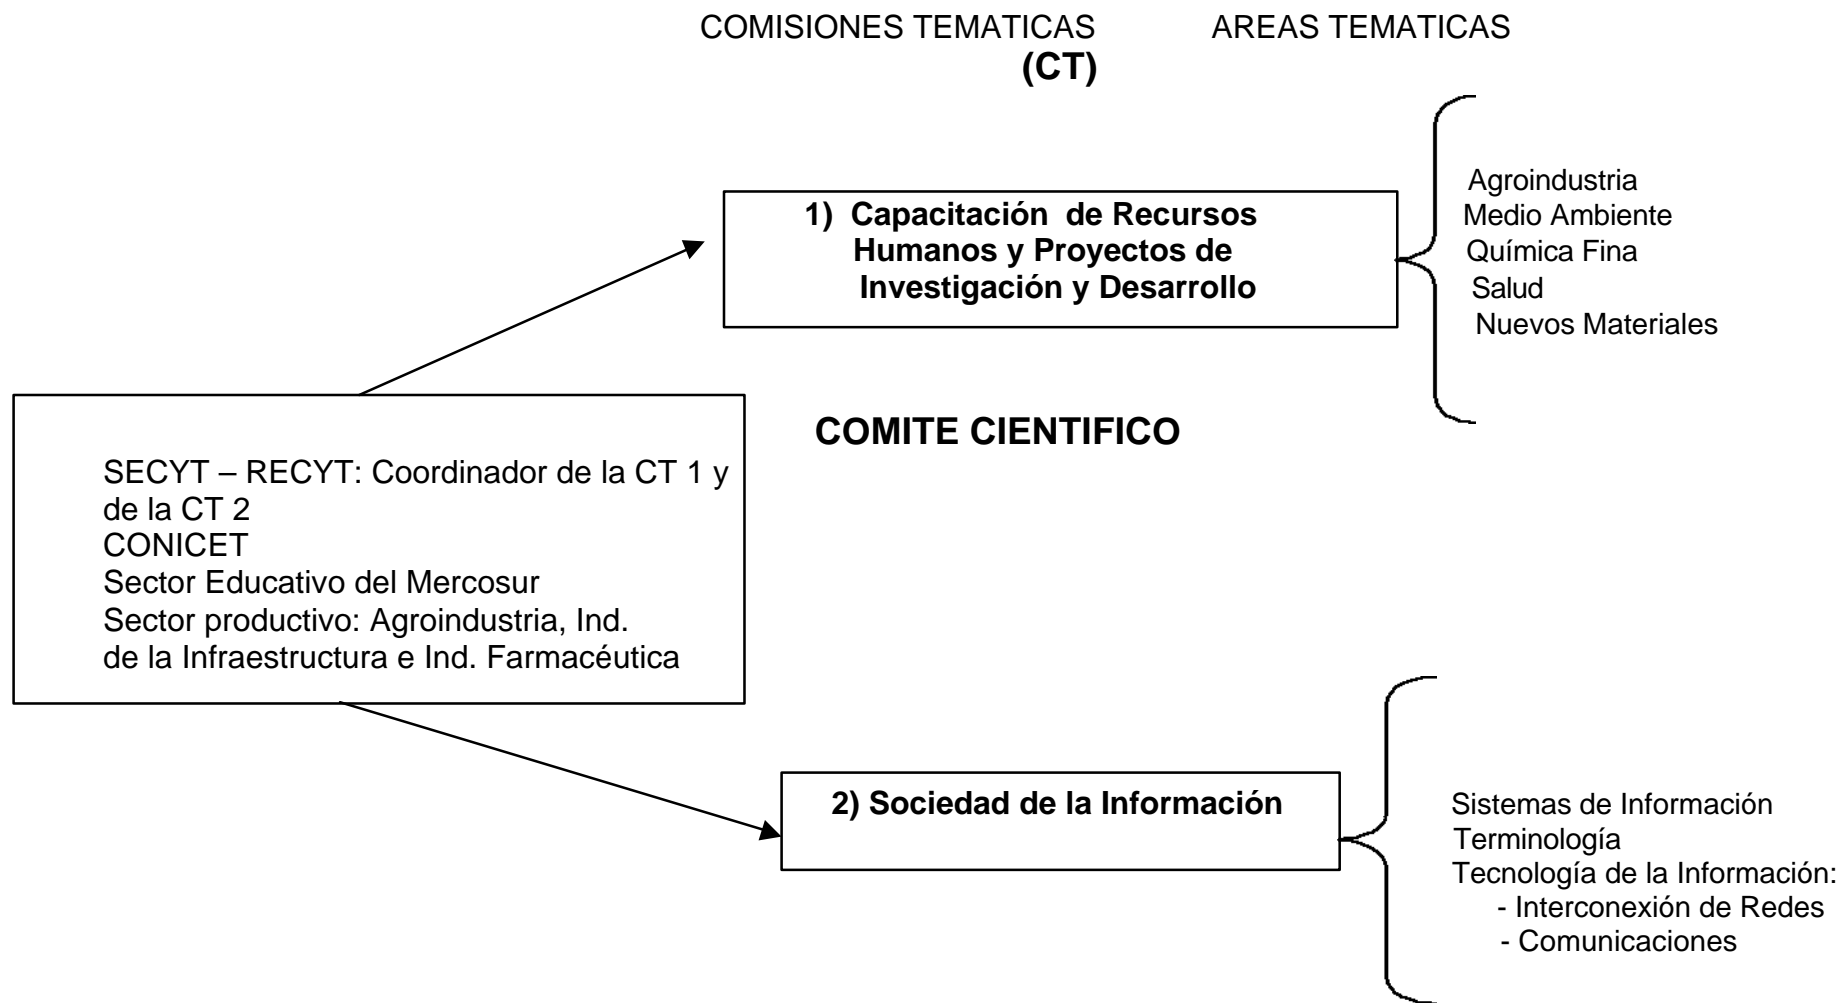 COMISIONES TEMATICAS AREAS TEMATICAS
(CT)
Agroindustria
Medio Ambiente
Química Fina
Salud
Nuevos Materiales
1) Capacitación de Recursos
Humanos y Proyectos de
Investigación y Desarrollo
COMITE CIENTIFICO
SECYT – RECYT: Coordinador de la CT 1 y
de la CT 2
CONICET
Sector Educativo del Mercosur
Sector productivo: Agroindustria, Ind.
de la Infraestructura e Ind. Farmacéutica
2) Sociedad de la Información
Sistemas de Información
Terminología
Tecnología de la Información:
- Interconexión de Redes
- Comunicaciones